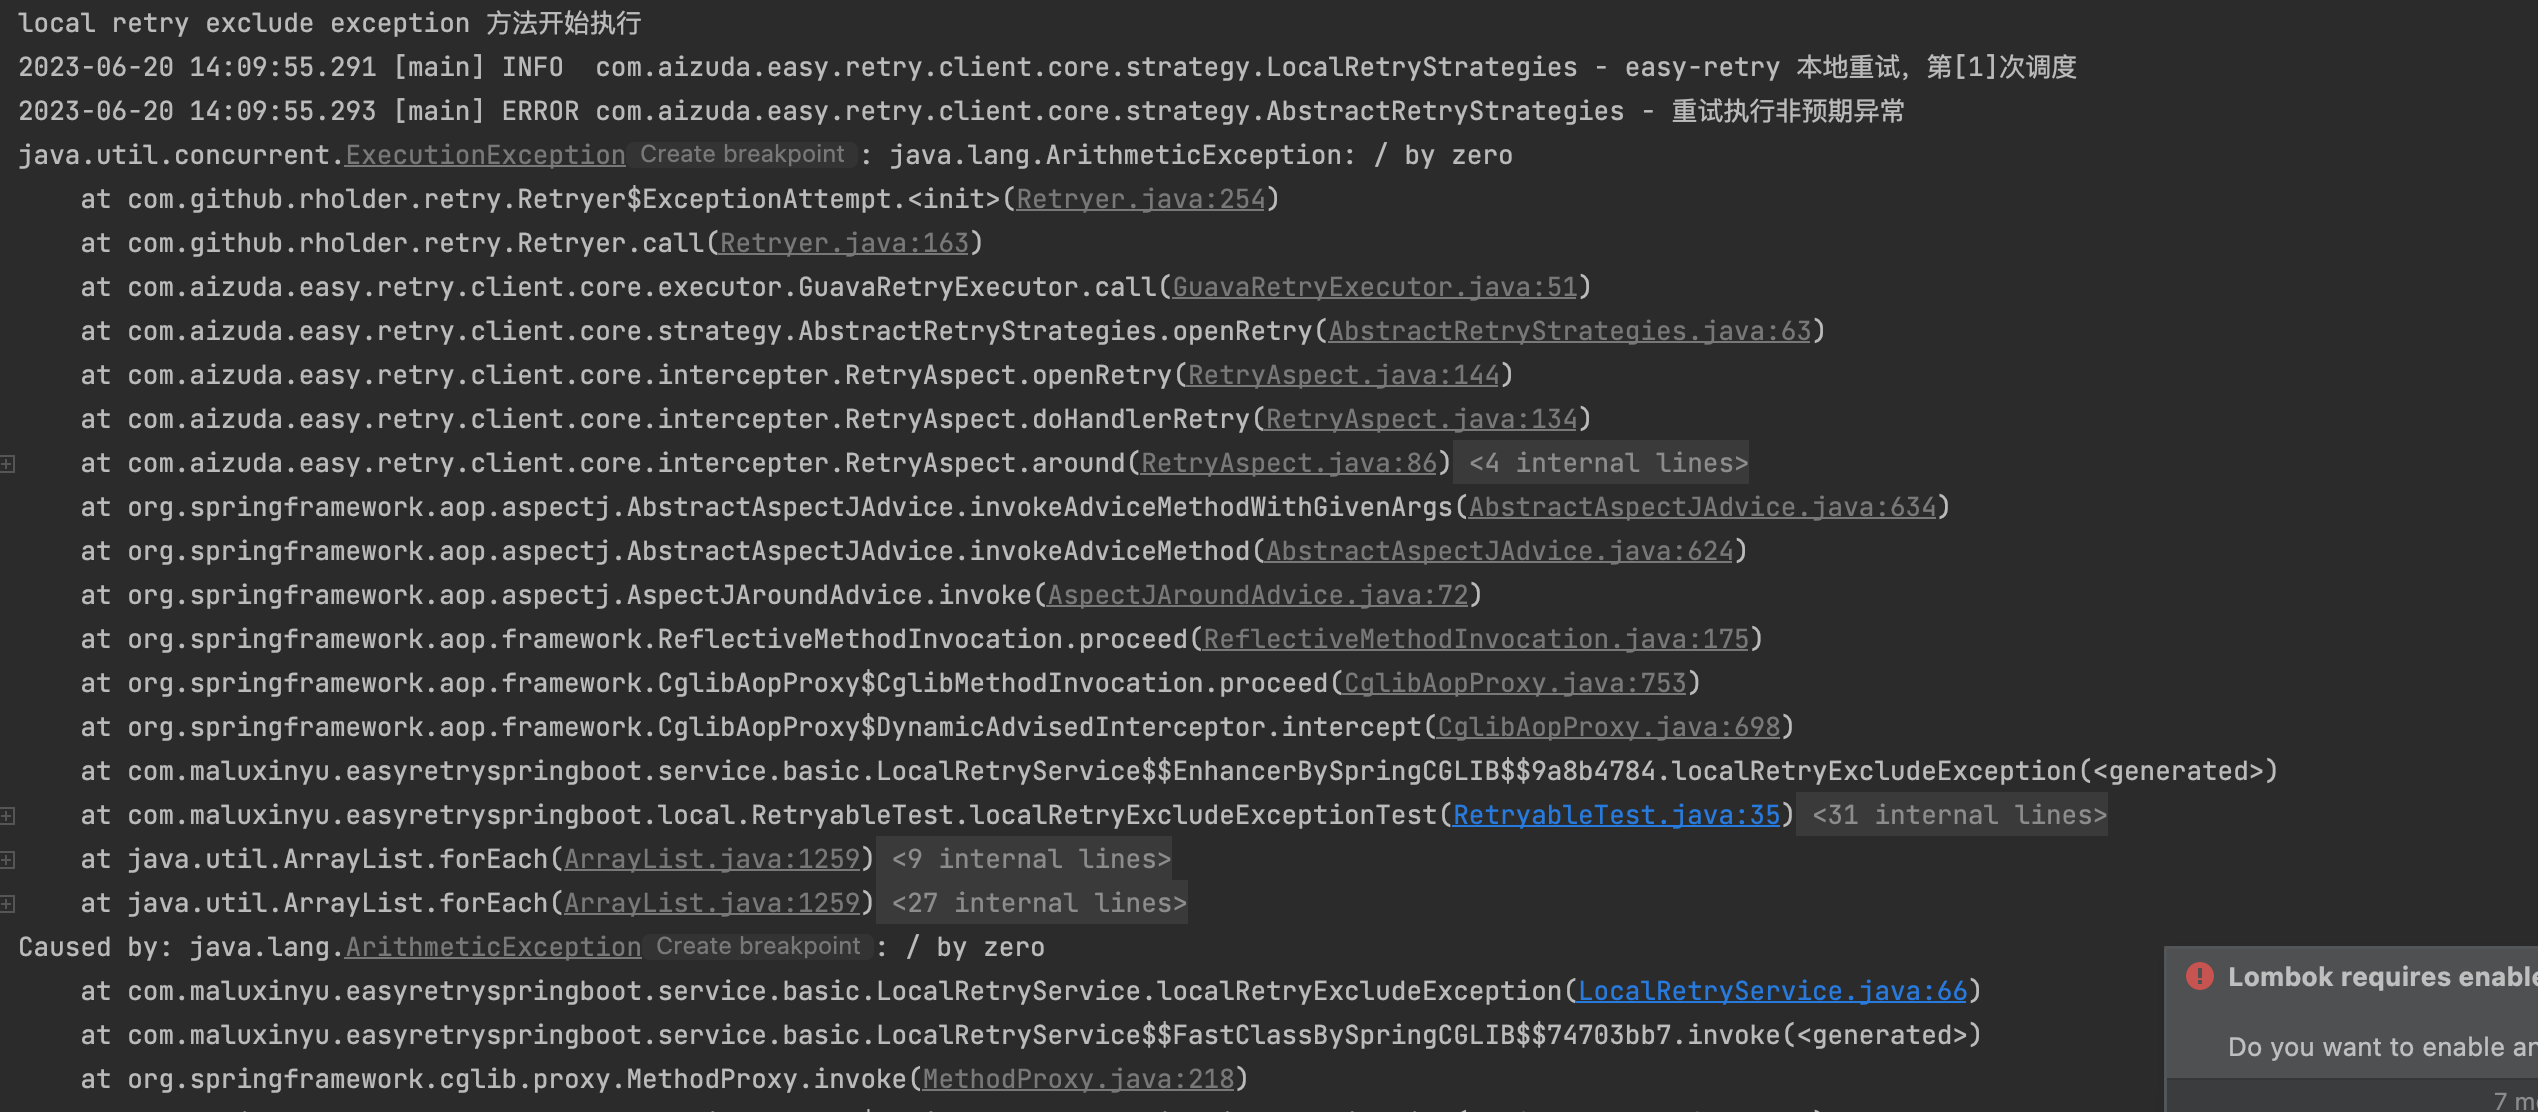 local retry exclude exception 方法开始执行
2023-06-20 14:09:55.291 [main] INFO  com.aizuda.easy.retry.client.core.strategy.LocalRetryStrategies - easy-retry 本地重试，第[1]次调度
2023-06-20 14:09:55.293 [main] ERROR com.aizuda.easy.retry.client.core.strategy.AbstractRetryStrategies - 重试执行非预期异常
java.util.concurrent.ExecutionException Create breakpoint : java.lang.ArithmeticException: / by zero
at com.github.rholder.retry.Retryer$ExceptionAttempt.<init>(Retryer.java:254)
at com.github.rholder.retry.Retryer.call(Retryer.java:163)
at com.aizuda.easy.retry.client.core.executor.GuavaRetryExecutor.call(GuavaRetryExecutor.java:51)
at com.aizuda.easy.retry.client.core.strategy.AbstractRetryStrategies.openRetry(AbstractRetryStrategies.java:63)
at com.aizuda.easy.retry.client.core.intercepter.RetryAspect.openRetry(RetryAspect.java:144)
at com.aizuda.easy.retry.client.core.intercepter.RetryAspect.doHandlerRetry(RetryAspect.java:134)
at com.aizuda.easy.retry.client.core.intercepter.RetryAspect.around(RetryAspect.java:86) <4 internal lines>
at org.springframework.aop.aspectj.AbstractAspectJAdvice.invokeAdviceMethodWithGivenArgs(AbstractAspectJAdvice.java:634)
at org.springframework.aop.aspectj.AbstractAspectJAdvice.invokeAdviceMethod(AbstractAspectJAdvice.java:624)
at org.springframework.aop.aspectj.AspectJAroundAdvice.invoke(AspectJAroundAdvice.java:72)
at org.springframework.aop.framework.ReflectiveMethodInvocation.proceed(ReflectiveMethodInvocation.java:175)
at org.springframework.aop.framework.CglibAopProxy$CglibMethodInvocation.proceed(CglibAopProxy.java:753)
at org.springframework.aop.framework.CglibAopProxy$DynamicAdvisedInterceptor.intercept(CglibAopProxy.java:698)
at com.maluxinyu.easyretryspringboot.service.basic.LocalRetryService$$EnhancerBySpringCGLIB$$9a8b4784.localRetryExcludeException(<generated>)
at com.maluxinyu.easyretryspringboot.local.RetryableTest.localRetryExcludeExceptionTest(RetryableTest.java:35) <31 internal lines>
at java.util.ArrayList.forEach(ArrayList.java:1259) <9 internal lines>
at java.util.ArrayList.forEach(ArrayList.java:1259) <27 internal lines>
Caused by: java.lang.ArithmeticException Create breakpoint : / by zero
at com.maluxinyu.easyretryspringboot.service.basic.LocalRetryService.localRetryExcludeException(LocalRetryService.java:66)
at com.maluxinyu.easyretryspringboot.service.basic.LocalRetryService$$FastClassBySpringCGLIB$$74703bb7.invoke(<generated>)
at org.springframework.cglib.proxy.MethodProxy.invoke(MethodProxy.java:218)
Lombok requires enable
Do you want to enable an
7 mo